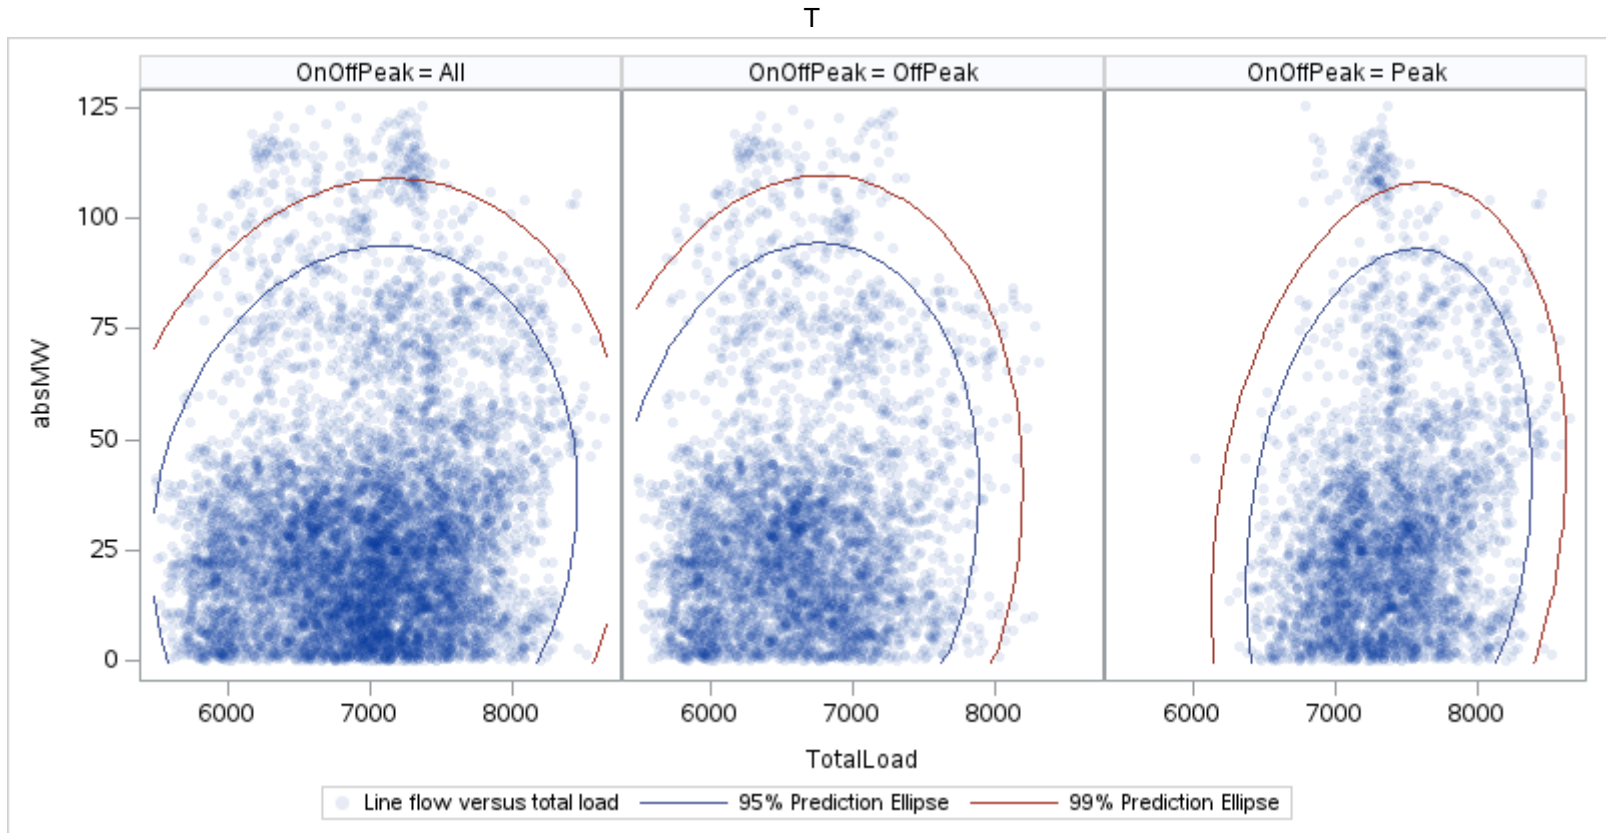 T
OnOffPeak = All
OnOffPeak = OffPeak
OnOffPeak = Peak
absMW
125
100
75
50
25
0
6000 7000 8000
6000 7000 8000
6000 7000 8000
TotalLoad
Line flow versus total load
95% Prediction Ellipse
99% Prediction Ellipse